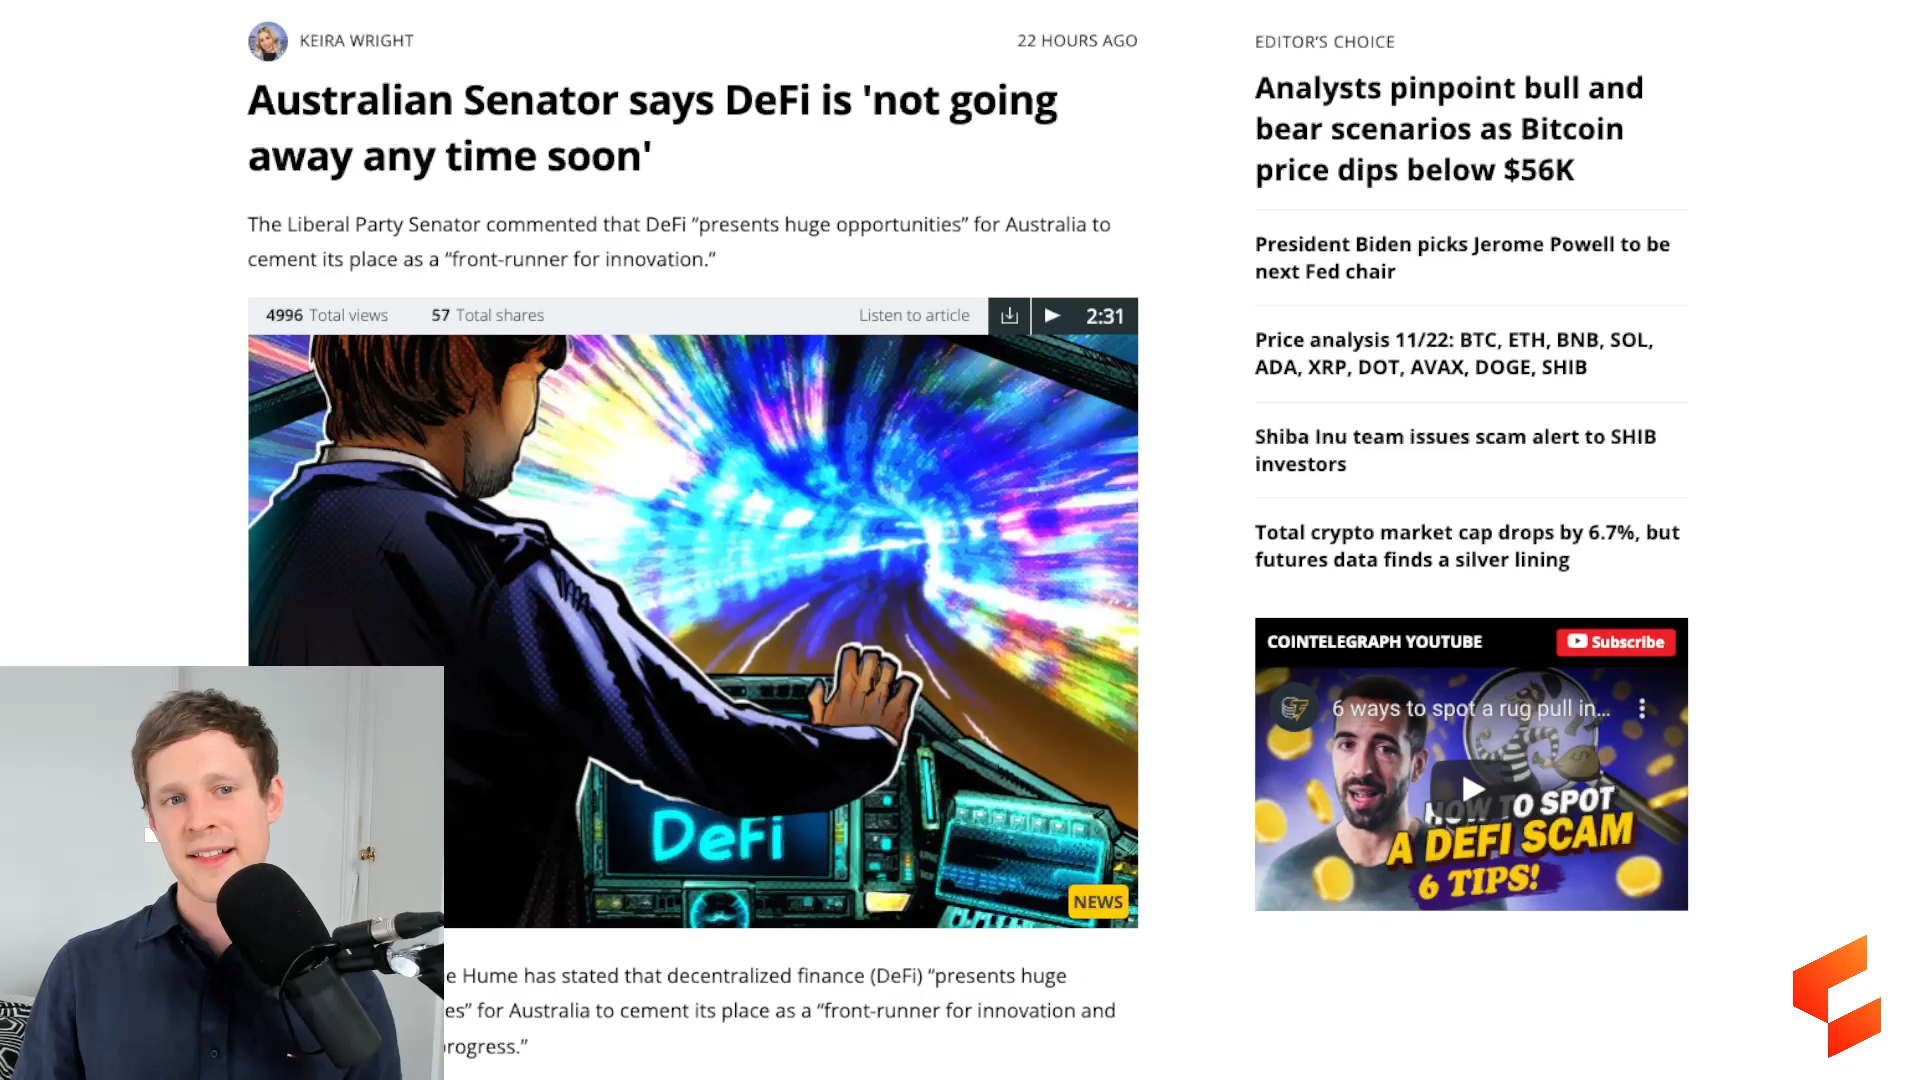 KEIRA WRIGHT
22 HOURS AGO
Australian Senator says DeFi is 'not going
away any time soon'
The Liberal Party Senator commented that DeFi “presents huge opportunities” for Australia to
cement its place as a “front-runner for innovation.”
4996 Total views
57 Total shares
Listen to article
2:31
DeFi
NEWS
e Hume has stated that decentralized finance (DeFi) “presents huge
es” for Australia to cement its place as a “front-runner for innovation and
rogress.”
EDITOR’S CHOICE
Analysts pinpoint bull and
bear scenarios as Bitcoin
price dips below $56K
President Biden picks Jerome Powell to be
next Fed chair
Price analysis 11/22: BTC, ETH, BNB, SOL,
ADA, XRP, DOT, AVAX, DOGE, SHIB
Shiba Inu team issues scam alert to SHIB
investors
Total crypto market cap drops by 6.7%, but
futures data finds a silver lining
COINTELEGRAPH YOUTUBE
Subscribe
6 ways to spot a rug pull in...
HOW TO SPOT
A DEFI SCAM
6 TIPS!